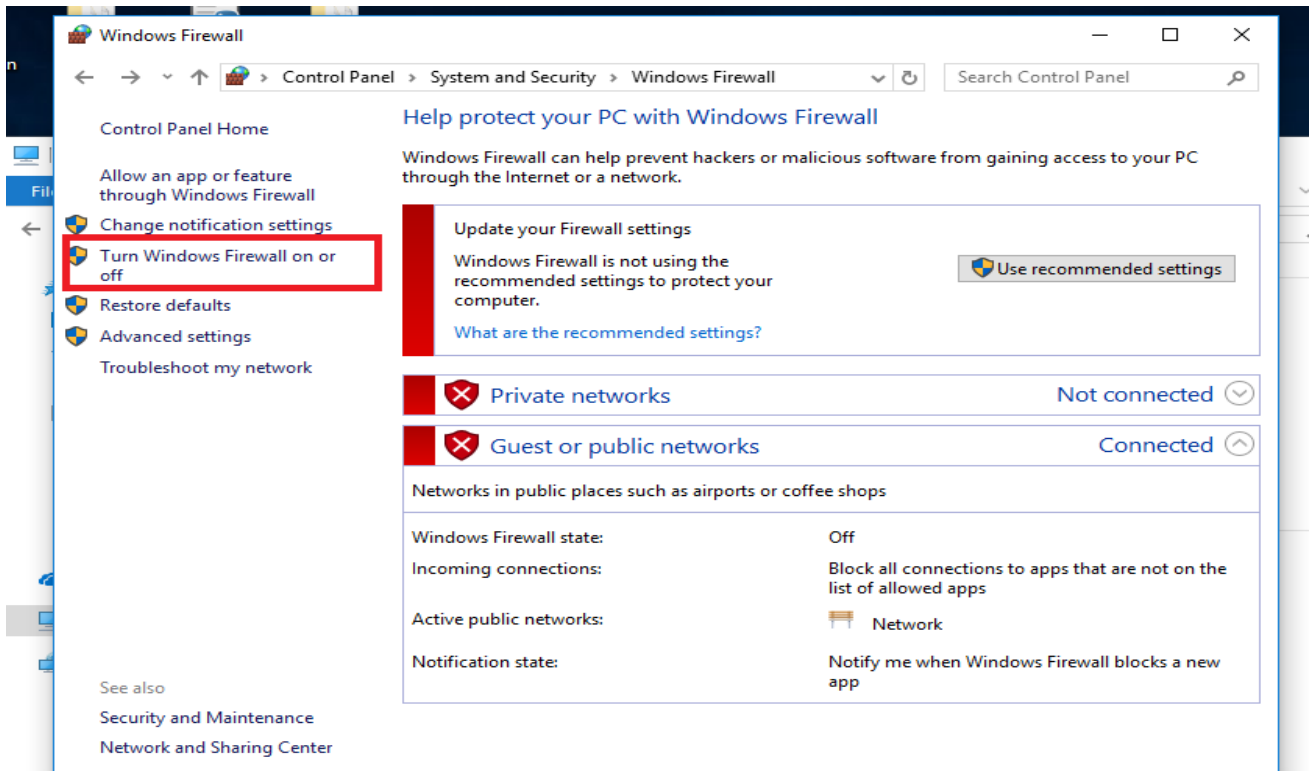 Windows Firewall
n
Control Panel > System and Security > Windows Firewall
Search Control Panel
Control Panel Home
Allow an app or feature
through Windows Firewall
Change notification settings
Turn Windows Firewall on or
off
Restore defaults
Advanced settings
Troubleshoot my network
See also
Security and Maintenance
Network and Sharing Center
Fil
Help protect your PC with Windows Firewall
Windows Firewall can help prevent hackers or malicious software from gaining access to your PC
through the Internet or a network.
Update your Firewall settings
Windows Firewall is not using the
recommended settings to protect your
computer.
Use recommended settings
What are the recommended settings?
Private networks Not connected
Guest or public networks Connected
Networks in public places such as airports or coffee shops
Windows Firewall state: Off
Incoming connections: Block all connections to apps that are not on the
list of allowed apps
Active public networks: Network
Notification state: Notify me when Windows Firewall blocks a new
app